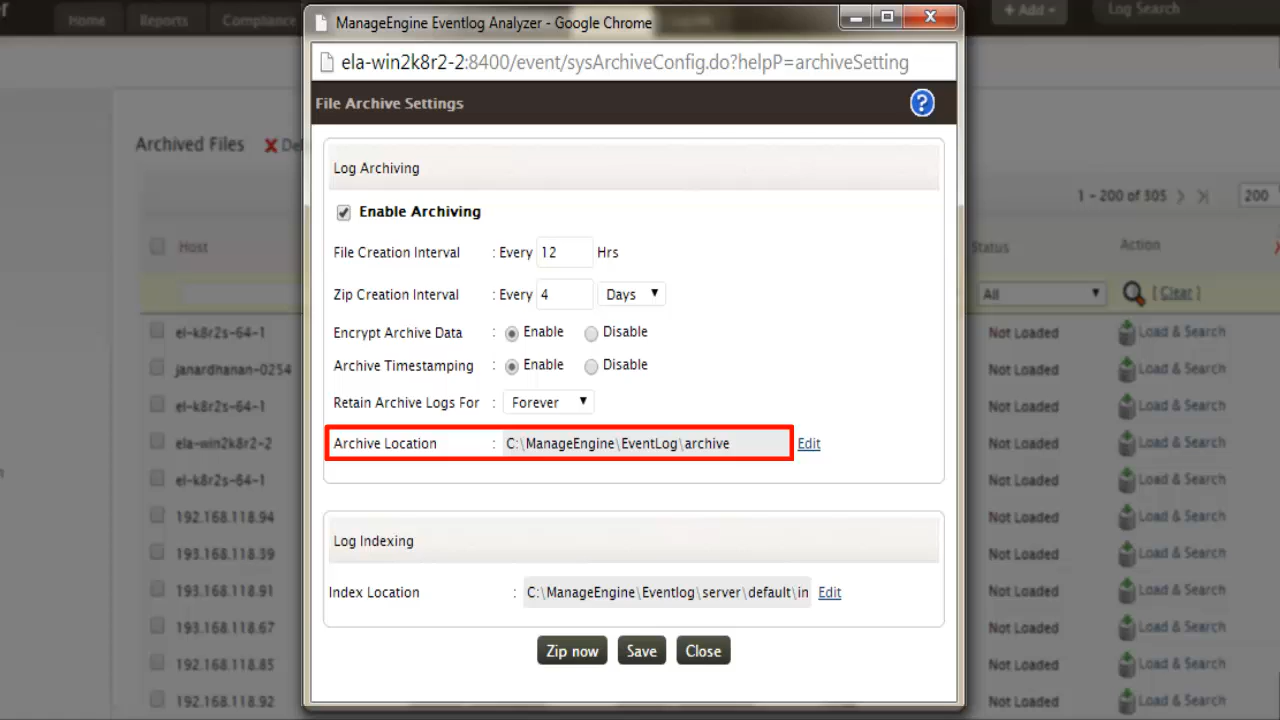 Home Reports Compliance
+ Add
Log Search
ManageEngine Eventlog Analyzer - Google Chrome
ela-win2k8r2-2:8400/event/sysArchiveConfig.do?helpP=archiveSetting
File Archive Settings
?
Log Archiving
Enable Archiving
File Creation Interval : Every 12 Hrs
Zip Creation Interval : Every 4 Days
Encrypt Archive Data : Enable Disable
Archive Timestamping : Enable Disable
Retain Archive Logs For : Forever
Archive Location : C:\ManageEngine\EventLog\archive Edit
Log Indexing
Index Location : C:\ManageEngine\Eventlog\server\default\in Edit
Zip now Save Close
Archived Files
1 - 200 of 305 200
Host Status Action
All [ Clear ]
el-k8r2s-64-1 Not Loaded Load & Search
janardhanan-0254 Not Loaded Load & Search
el-k8r2s-64-1 Not Loaded Load & Search
ela-win2k8r2-2 Not Loaded Load & Search
el-k8r2s-64-1 Not Loaded Load & Search
192.168.118.94 Not Loaded Load & Search
193.168.118.39 Not Loaded Load & Search
193.168.118.91 Not Loaded Load & Search
193.168.118.67 Not Loaded Load & Search
192.168.118.85 Not Loaded Load & Search
192.168.118.92 Not Loaded Load & Search